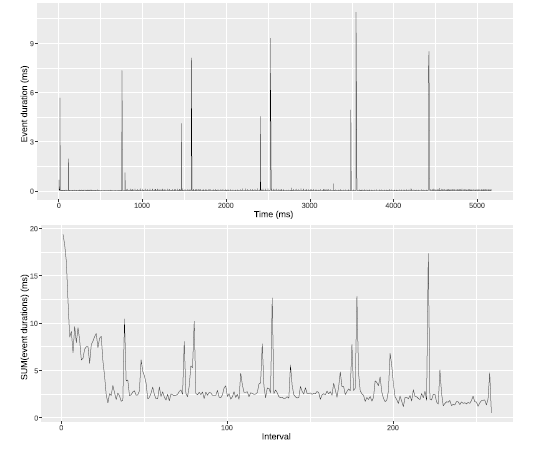 Event duration (ms)
9
6
3
0
0 1000 2000 3000 4000 5000
Time (ms)
SUM(event durations) (ms)
20
15
10
5
0
0 100 200
Interval